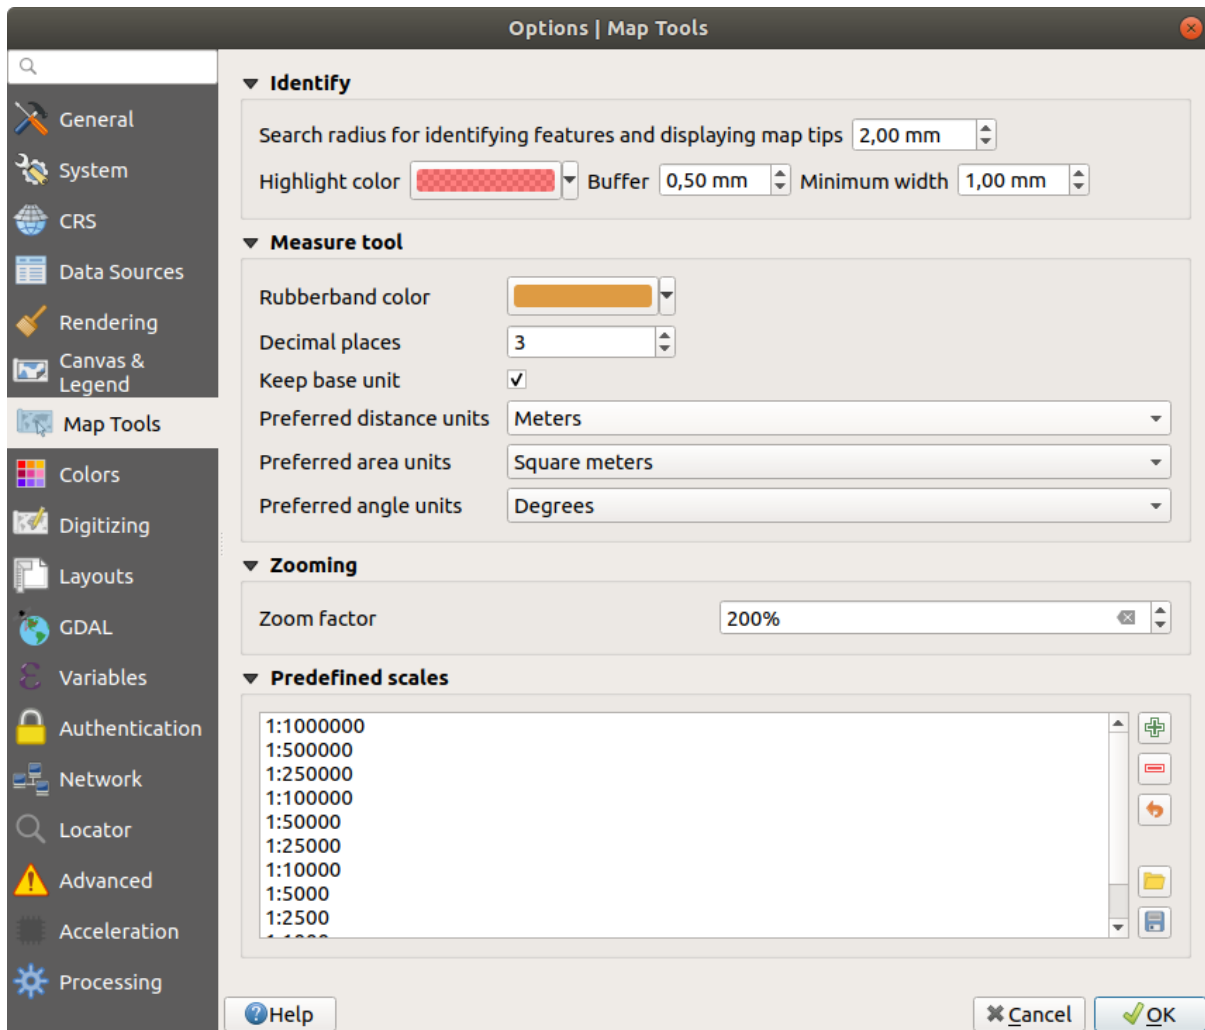 Options | Map Tools
General
System
CRS
Data Sources
Rendering
Canvas &
Legend
Map Tools
Colors
Digitizing
Layouts
GDAL
Variables
Authentication
Network
Locator
Advanced
Acceleration
Processing
Identify
Search radius for identifying features and displaying map tips 2,00 mm
Highlight color Buffer 0,50 mm Minimum width 1,00 mm
Measure tool
Rubberband color
Decimal places 3
Keep base unit
Preferred distance units Meters
Preferred area units Square meters
Preferred angle units Degrees
Zooming
Zoom factor 200%
Predefined scales
1:1000000
1:500000
1:250000
1:100000
1:50000
1:25000
1:10000
1:5000
1:2500
Help Cancel OK